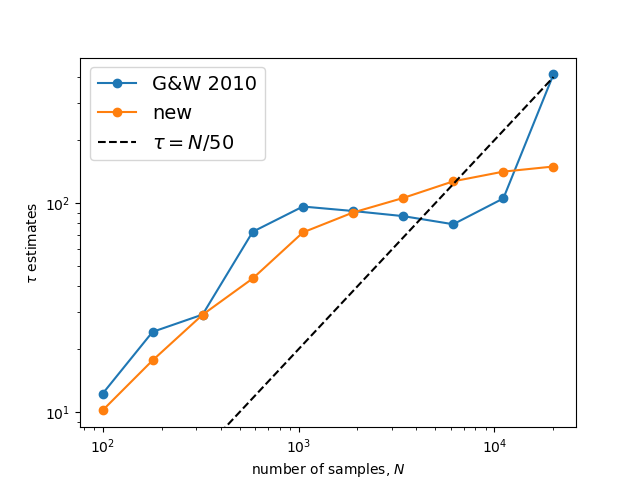 G&W 2010
new
τ = N/50
10²
10¹
τ estimates
10² 10³ 10⁴
number of samples, N